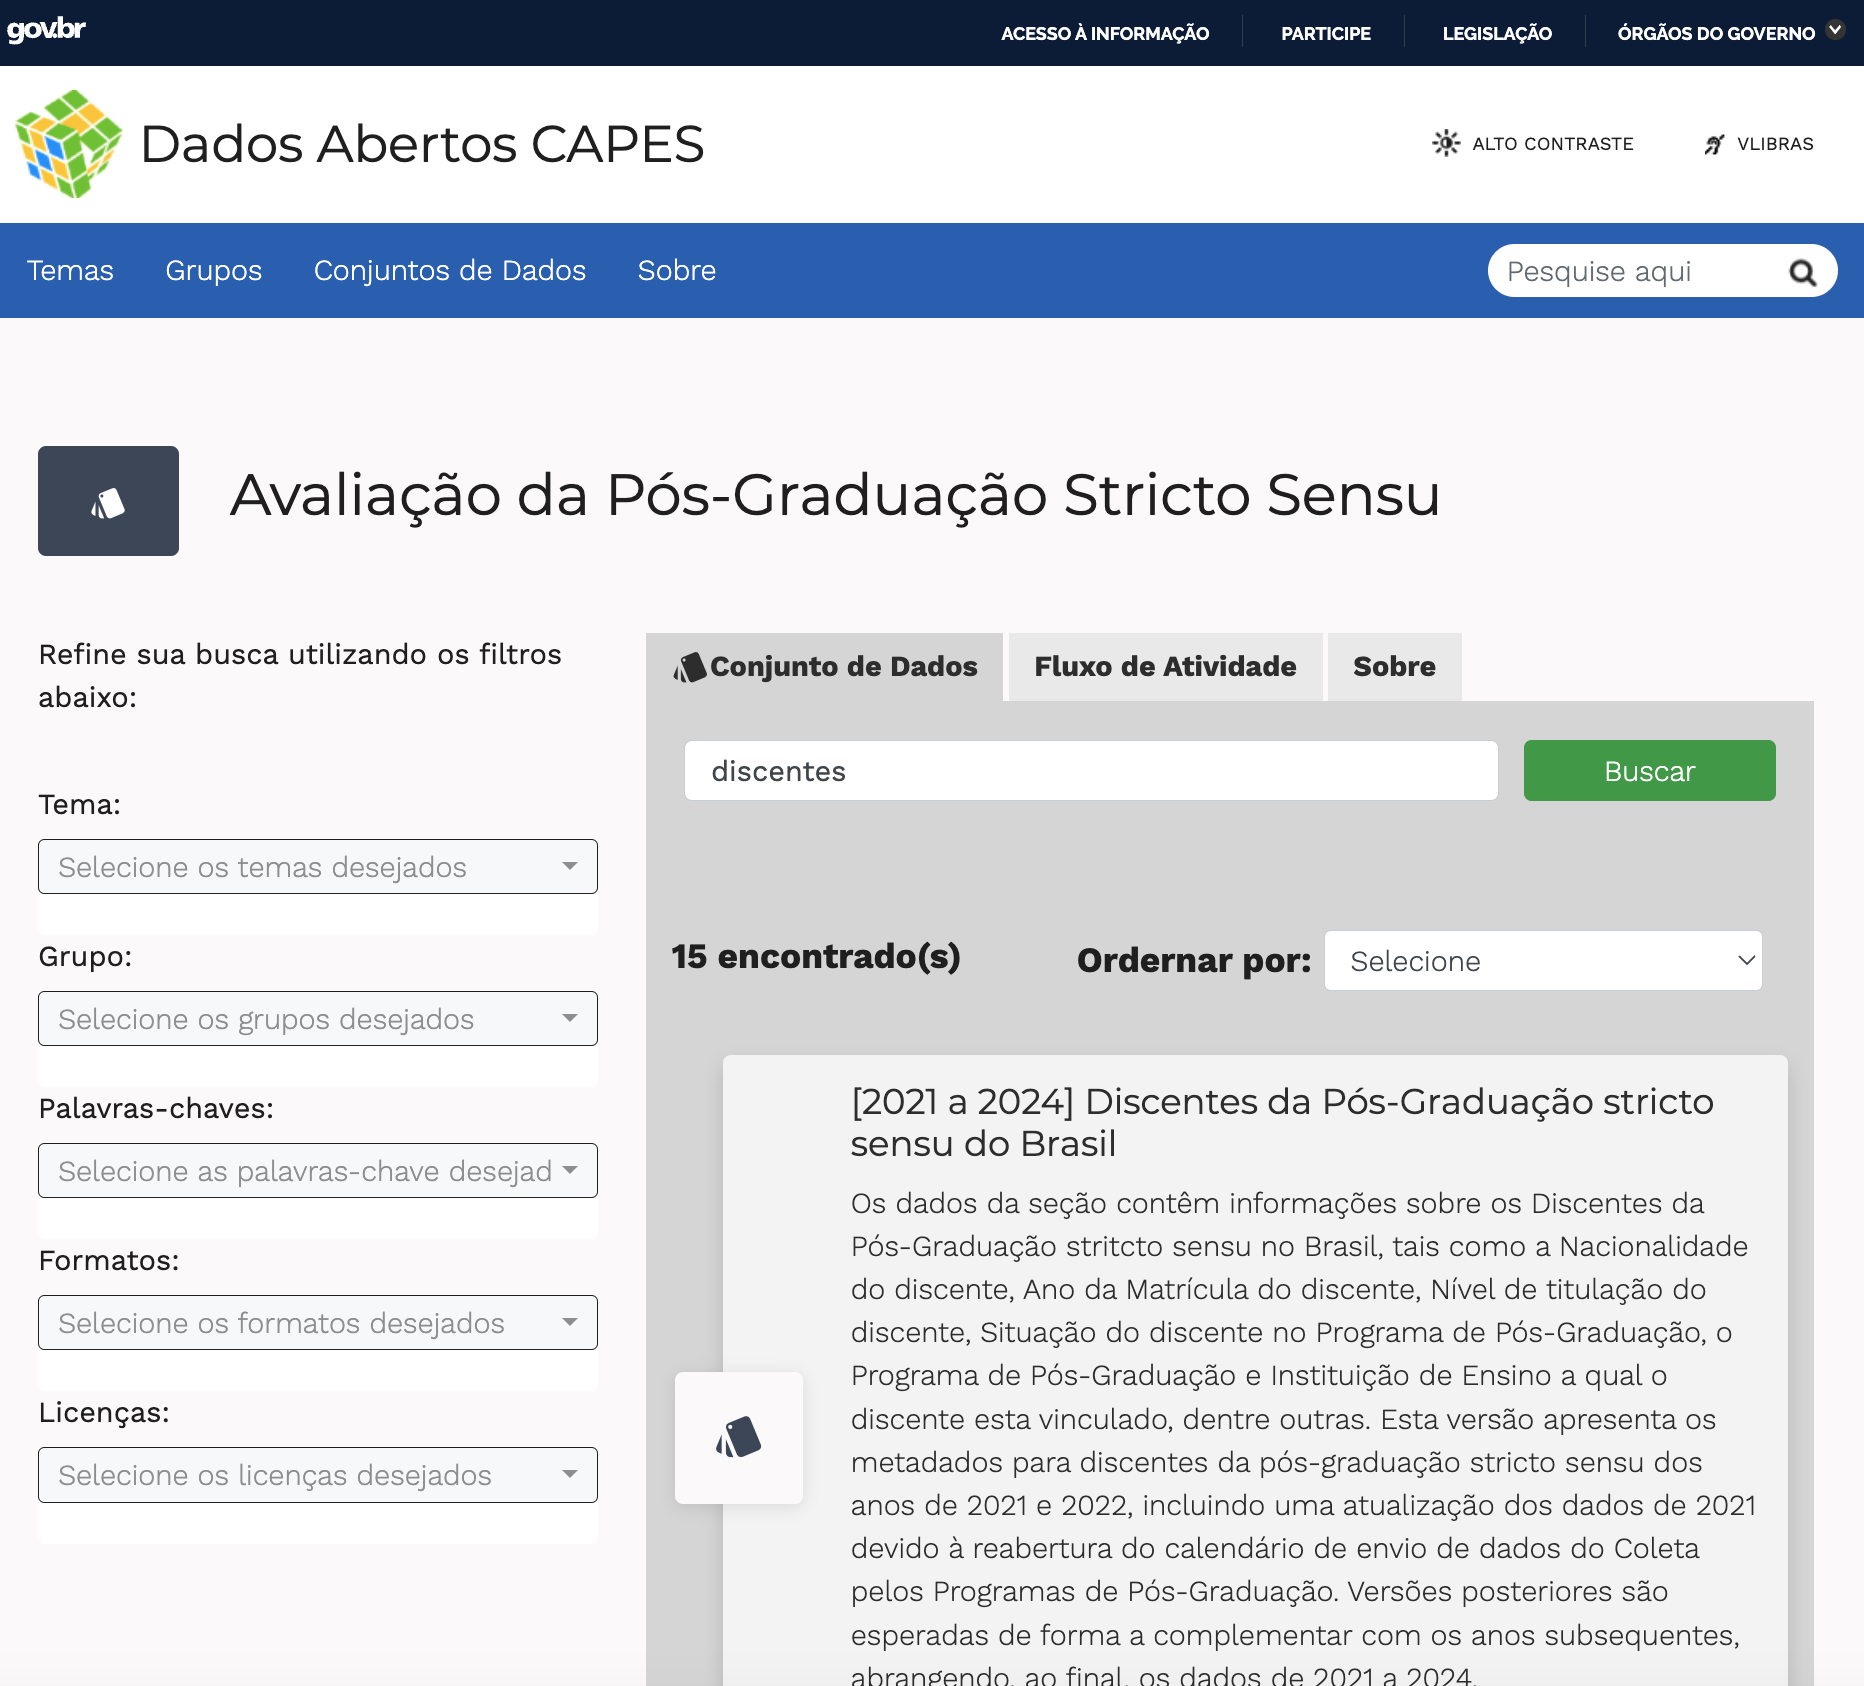 gov.br
ACESSO À INFORMAÇÃO
PARTICIPE
LEGISLAÇÃO
ÓRGÃOS DO GOVERNO
Dados Abertos CAPES
ALTO CONTRASTE
VLIBRAS
Temas
Grupos
Conjuntos de Dados
Sobre
Pesquise aqui
Avaliação da Pós-Graduação Stricto Sensu
Refine sua busca utilizando os filtros
abaixo:
Tema:
Selecione os temas desejados
Grupo:
Selecione os grupos desejados
Palavras-chaves:
Selecione as palavras-chave desejad
Formatos:
Selecione os formatos desejados
Licenças:
Selecione os licenças desejados
Conjunto de Dados
Fluxo de Atividade
Sobre
discentes
Buscar
15 encontrado(s)
Ordernar por:
Selecione
[2021 a 2024] Discentes da Pós-Graduação stricto
sensu do Brasil
Os dados da seção contêm informações sobre os Discentes da
Pós-Graduação stritcto sensu no Brasil, tais como a Nacionalidade
do discente, Ano da Matrícula do discente, Nível de titulação do
discente, Situação do discente no Programa de Pós-Graduação, o
Programa de Pós-Graduação e Instituição de Ensino a qual o
discente esta vinculado, dentre outras. Esta versão apresenta os
metadados para discentes da pós-graduação stricto sensu dos
anos de 2021 e 2022, incluindo uma atualização dos dados de 2021
devido à reabertura do calendário de envio de dados do Coleta
pelos Programas de Pós-Graduação. Versões posteriores são
esperadas de forma a complementar com os anos subsequentes,
abrangendo, ao final, os dados de 2021 a 2024.